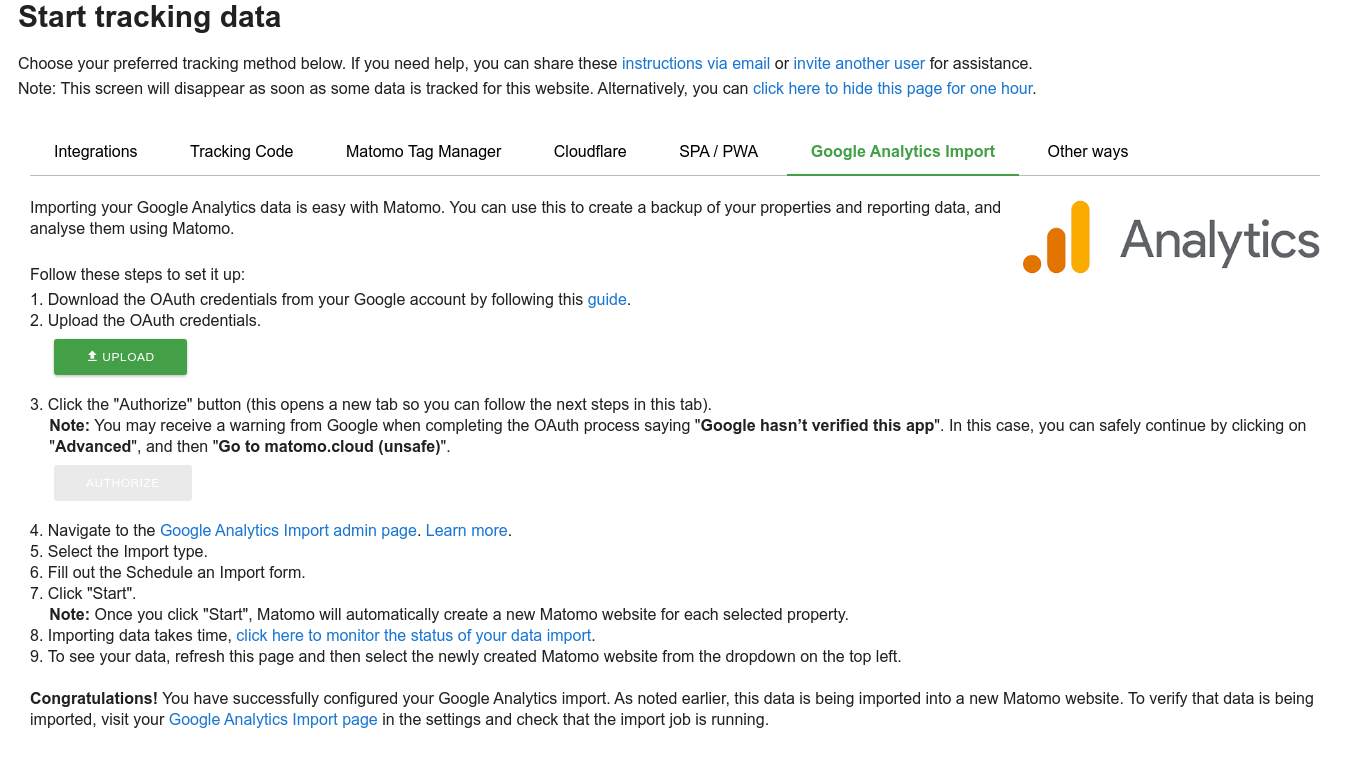 Start tracking data
Choose your preferred tracking method below. If you need help, you can share these instructions via email or invite another user for assistance.
Note: This screen will disappear as soon as some data is tracked for this website. Alternatively, you can click here to hide this page for one hour.
Integrations Tracking Code Matomo Tag Manager Cloudflare SPA / PWA Google Analytics Import Other ways
Importing your Google Analytics data is easy with Matomo. You can use this to create a backup of your properties and reporting data, and
analyse them using Matomo.
Analytics
Follow these steps to set it up:
1. Download the OAuth credentials from your Google account by following this guide.
2. Upload the OAuth credentials.
UPLOAD
3. Click the "Authorize" button (this opens a new tab so you can follow the next steps in this tab).
Note: You may receive a warning from Google when completing the OAuth process saying "Google hasn’t verified this app". In this case, you can safely continue by clicking on
"Advanced", and then "Go to matomo.cloud (unsafe)".
AUTHORIZE
4. Navigate to the Google Analytics Import admin page. Learn more.
5. Select the Import type.
6. Fill out the Schedule an Import form.
7. Click "Start".
Note: Once you click "Start", Matomo will automatically create a new Matomo website for each selected property.
8. Importing data takes time, click here to monitor the status of your data import.
9. To see your data, refresh this page and then select the newly created Matomo website from the dropdown on the top left.
Congratulations! You have successfully configured your Google Analytics import. As noted earlier, this data is being imported into a new Matomo website. To verify that data is being
imported, visit your Google Analytics Import page in the settings and check that the import job is running.